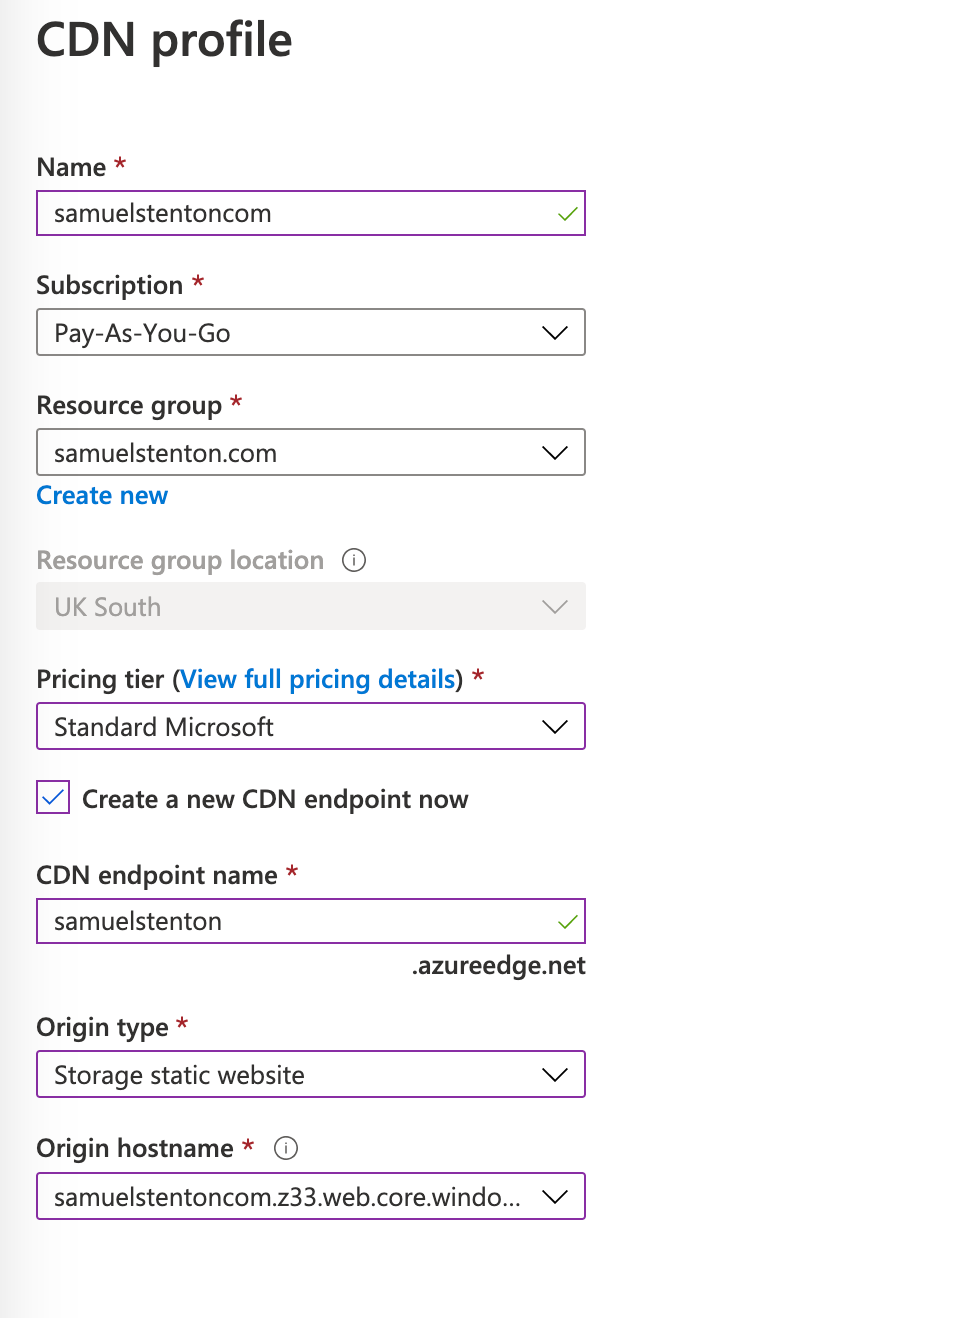 CDN profile
Name *
samuelstentoncom
Subscription *
Pay-As-You-Go
Resource group *
samuelstenton.com
Create new
Resource group location
UK South
Pricing tier (View full pricing details) *
Standard Microsoft
Create a new CDN endpoint now
CDN endpoint name *
samuelstenton
.azureedge.net
Origin type *
Storage static website
Origin hostname *
samuelstentoncom.z33.web.core.windo...